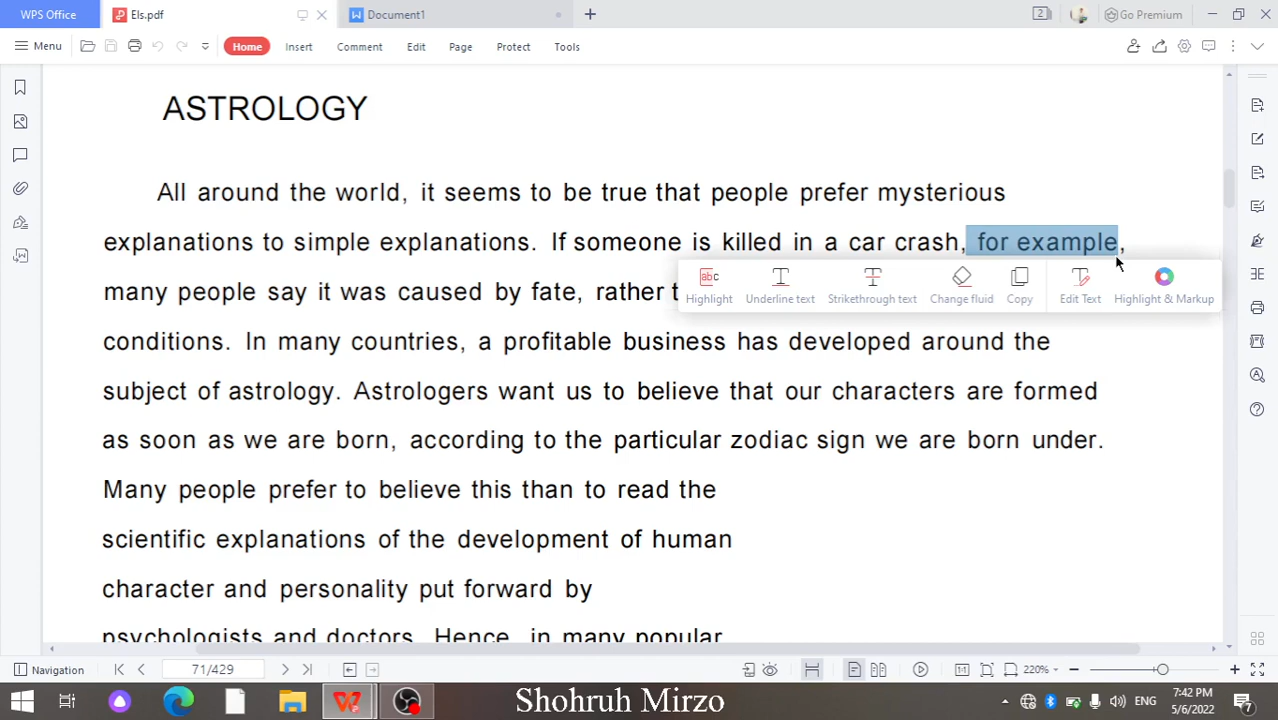 WPS Office
Els.pdf
Document1
2
Go Premium
Menu
Home
Insert
Comment
Edit
Page
Protect
Tools
ASTROLOGY
All around the world, it seems to be true that people prefer mysterious
explanations to simple explanations. If someone is killed in a car crash, for example,
many people say it was caused by fate, rather t
Highlight
Underline text
Strikethrough text
Change fluid
Copy
Edit Text
Highlight & Markup
conditions. In many countries, a profitable business has developed around the
subject of astrology. Astrologers want us to believe that our characters are formed
as soon as we are born, according to the particular zodiac sign we are born under.
Many people prefer to believe this than to read the
scientific explanations of the development of human
character and personality put forward by
psychologists and doctors. Hence, in many popular
Navigation
71/429
220%
Shohruh Mirzo
ENG
7:42 PM
5/6/2022
7